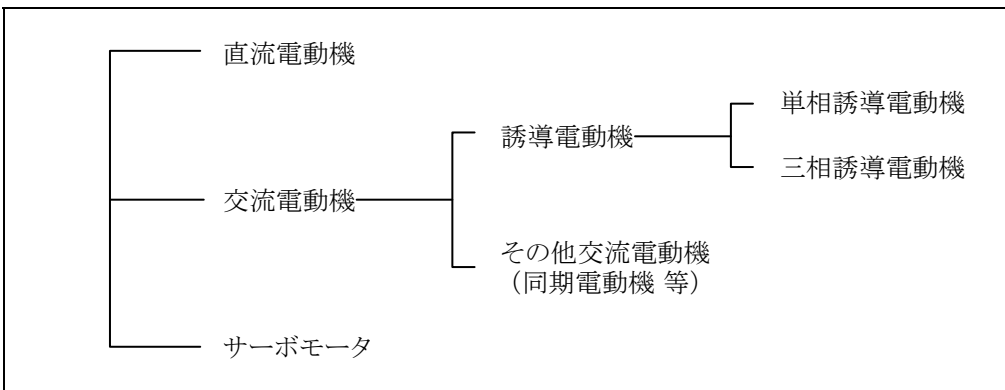 直流電動機
単相誘導電動機
誘導電動機
三相誘導電動機
交流電動機
その他交流電動機
（同期電動機 等）
サーボモータ